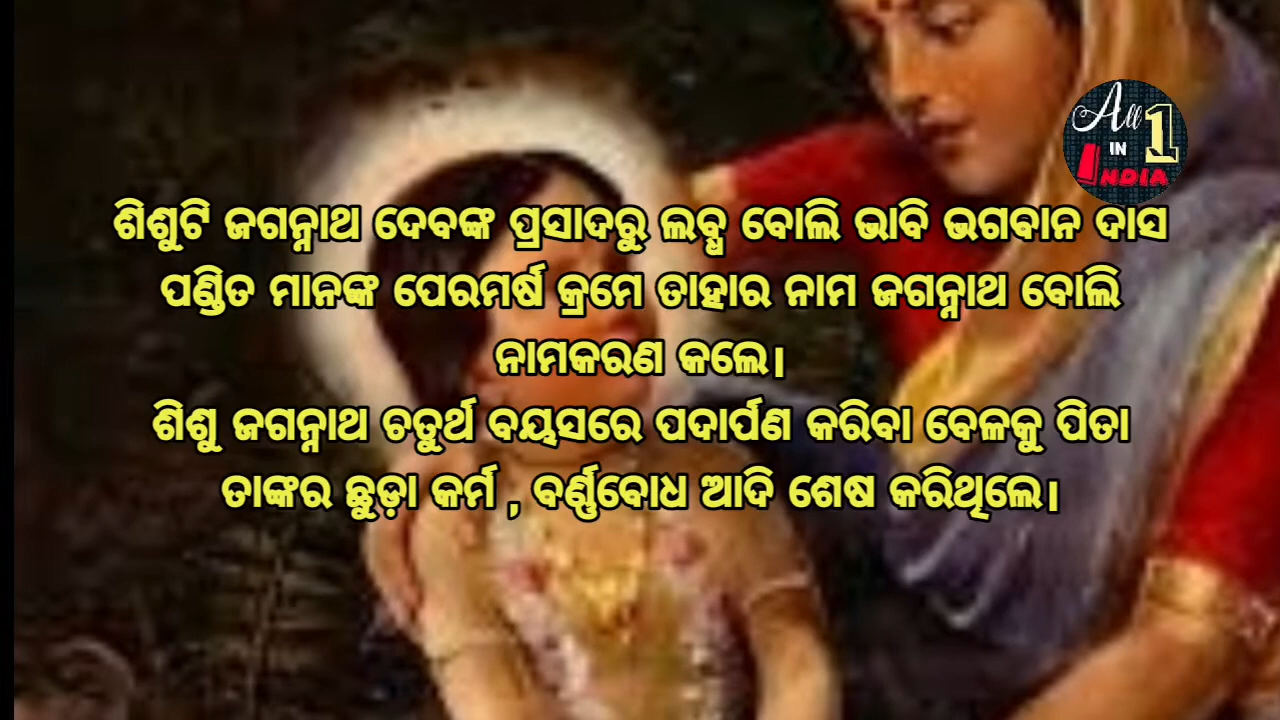 All
IN 1
INDIA
ଶିଶୁଟି ଜଗନ୍ନାଥ ଦେବଙ୍କ ପ୍ରସାଦରୁ ଲବ୍ଧ ବୋଲି ଭାବି ଭଗବାନ ଦାସ
ପଣ୍ଡିତ ମାନଙ୍କ ପେରମର୍ଷ କ୍ରମେ ତାହାର ନାମ ଜଗନ୍ନାଥ ବୋଲି
ନାମକରଣ କଲେ।
ଶିଶୁ ଜଗନ୍ନାଥ ଚତୁର୍ଥ ବୟସରେ ପଦାର୍ପଣ କରିବା ବେଳକୁ ପିତା
ତାଙ୍କର ଛୁଡ଼ା କର୍ମ , ବର୍ଣ୍ଣବୋଧ ଆଦି ଶେଷ କରିଥିଲେ।